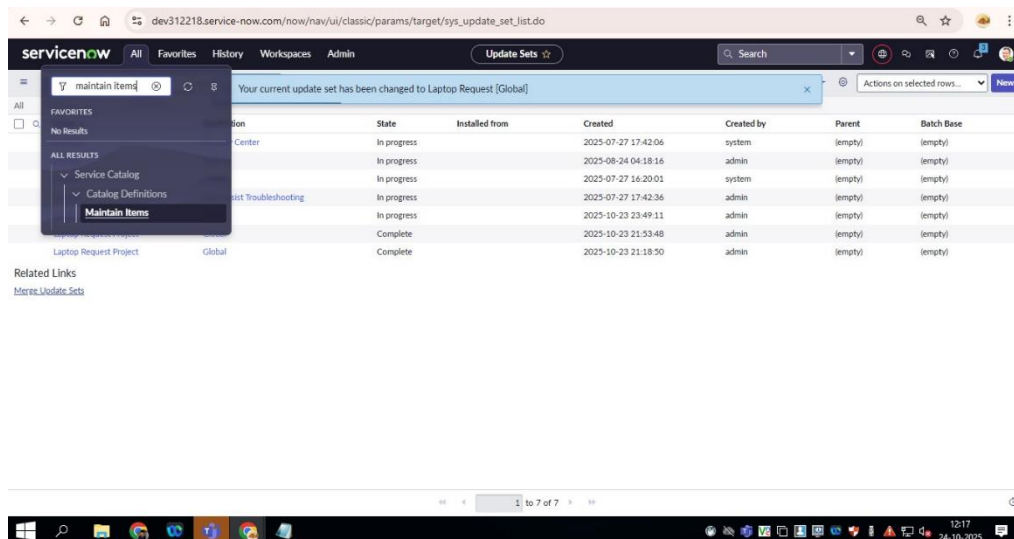 dev312218.service-now.com/now/nav/ui/classic/params/target/sys_update_set_list.do
servicenow All Favorites History Workspaces Admin Update Sets Search 3
maintain items
Your current update set has been changed to Laptop Request [Global] ×
Actions on selected rows... New
All
FAVORITES
No Results
State Installed from Created Created by Parent Batch Base
Center In progress 2025-07-27 17:42:06 system (empty) (empty)
ALL RESULTS
In progress 2025-08-24 04:18:16 admin (empty) (empty)
Service Catalog
In progress 2025-07-27 16:20:01 system (empty) (empty)
Catalog Definitions
Troubleshooting In progress 2025-07-27 17:42:36 admin (empty) (empty)
Maintain Items
In progress 2025-10-23 23:49:11 admin (empty) (empty)
Complete 2025-10-23 21:53:48 admin (empty) (empty)
Laptop Request Project Global Complete 2025-10-23 21:18:50 admin (empty) (empty)
Related Links
Merge Update Sets
1 to 7 of 7
12:17
24-10-2025